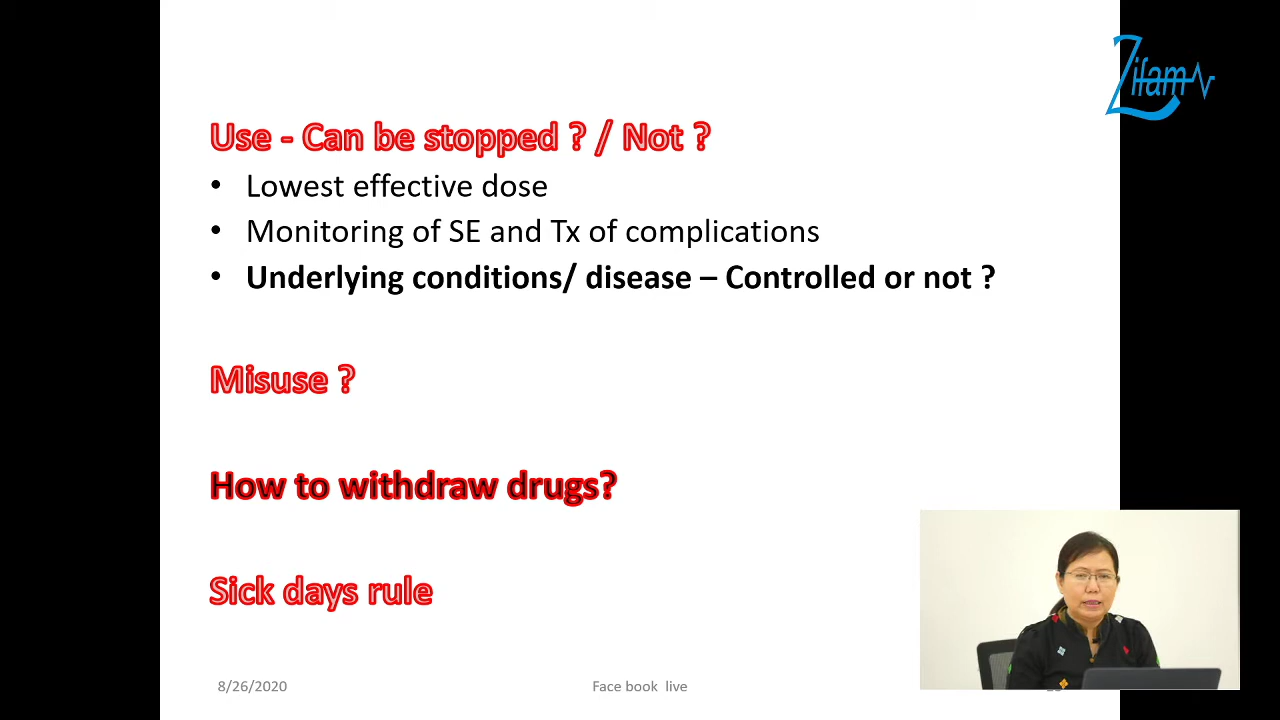 Zifam
Use - Can be stopped ? / Not ?
• Lowest effective dose
• Monitoring of SE and Tx of complications
• Underlying conditions/ disease – Controlled or not ?
Misuse ?
How to withdraw drugs?
Sick days rule
8/26/2020
Face book live